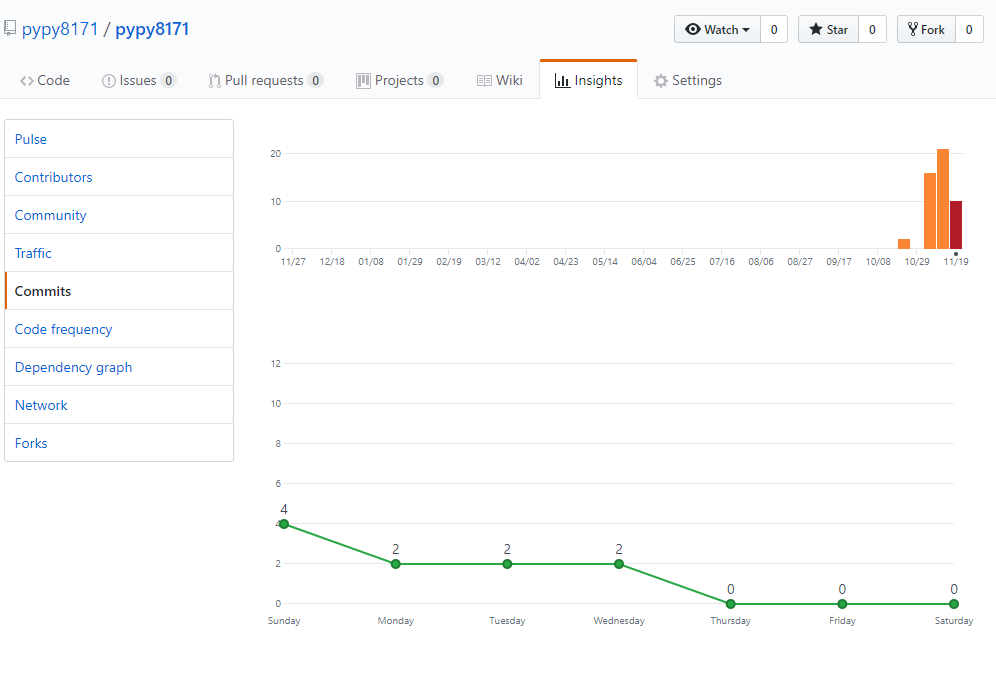 pypy8171 / pypy8171
Watch 0 Star 0 Fork 0
Code Issues 0 Pull requests 0 Projects 0 Wiki Insights Settings
Pulse
Contributors
Community
Traffic
Commits
Code frequency
Dependency graph
Network
Forks
20
10
0
11/27 12/18 01/08 01/29 02/19 03/12 04/02 04/23 05/14 06/04 06/25 07/16 08/06 08/27 09/17 10/08 10/29 11/19
12
10
8
6
4
4
2 2 2
2
0 0 0
0
Sunday Monday Tuesday Wednesday Thursday Friday Saturday